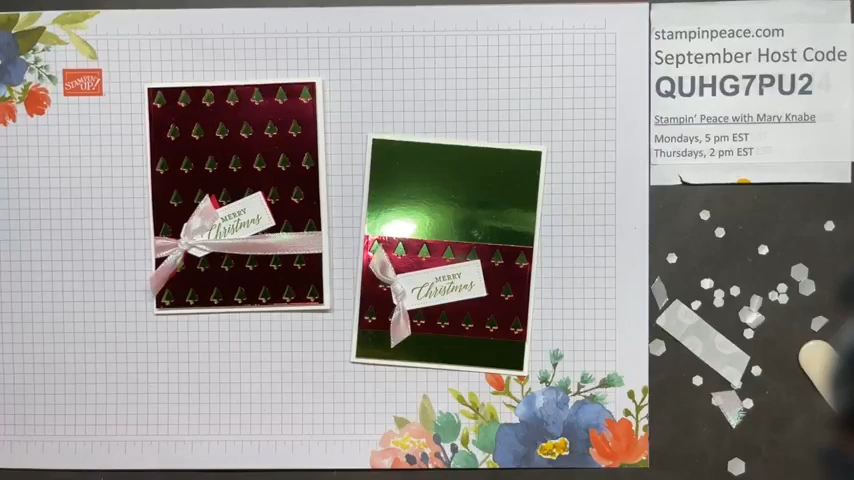 STAMPIN' UP!
MERRY
Christmas
MERRY
Christmas
stampinpeace.com
September Host Code
QUHG7PU2
Stampin' Peace with Mary Knabe
Mondays, 5 pm EST
Thursdays, 2 pm EST